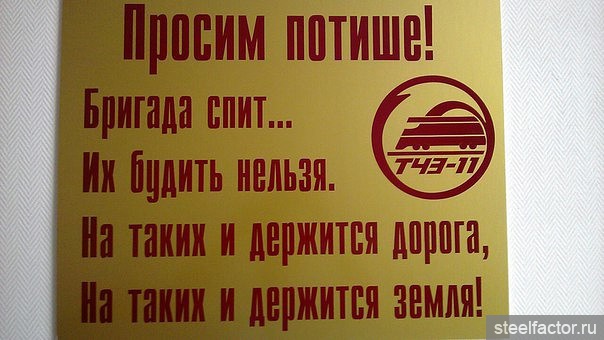 Просим потише!
Бригада спит...
ТЧЭ-11
Их будить нельзя.
На таких и держится дорога,
На таких и держится земля!
steelfactor.ru